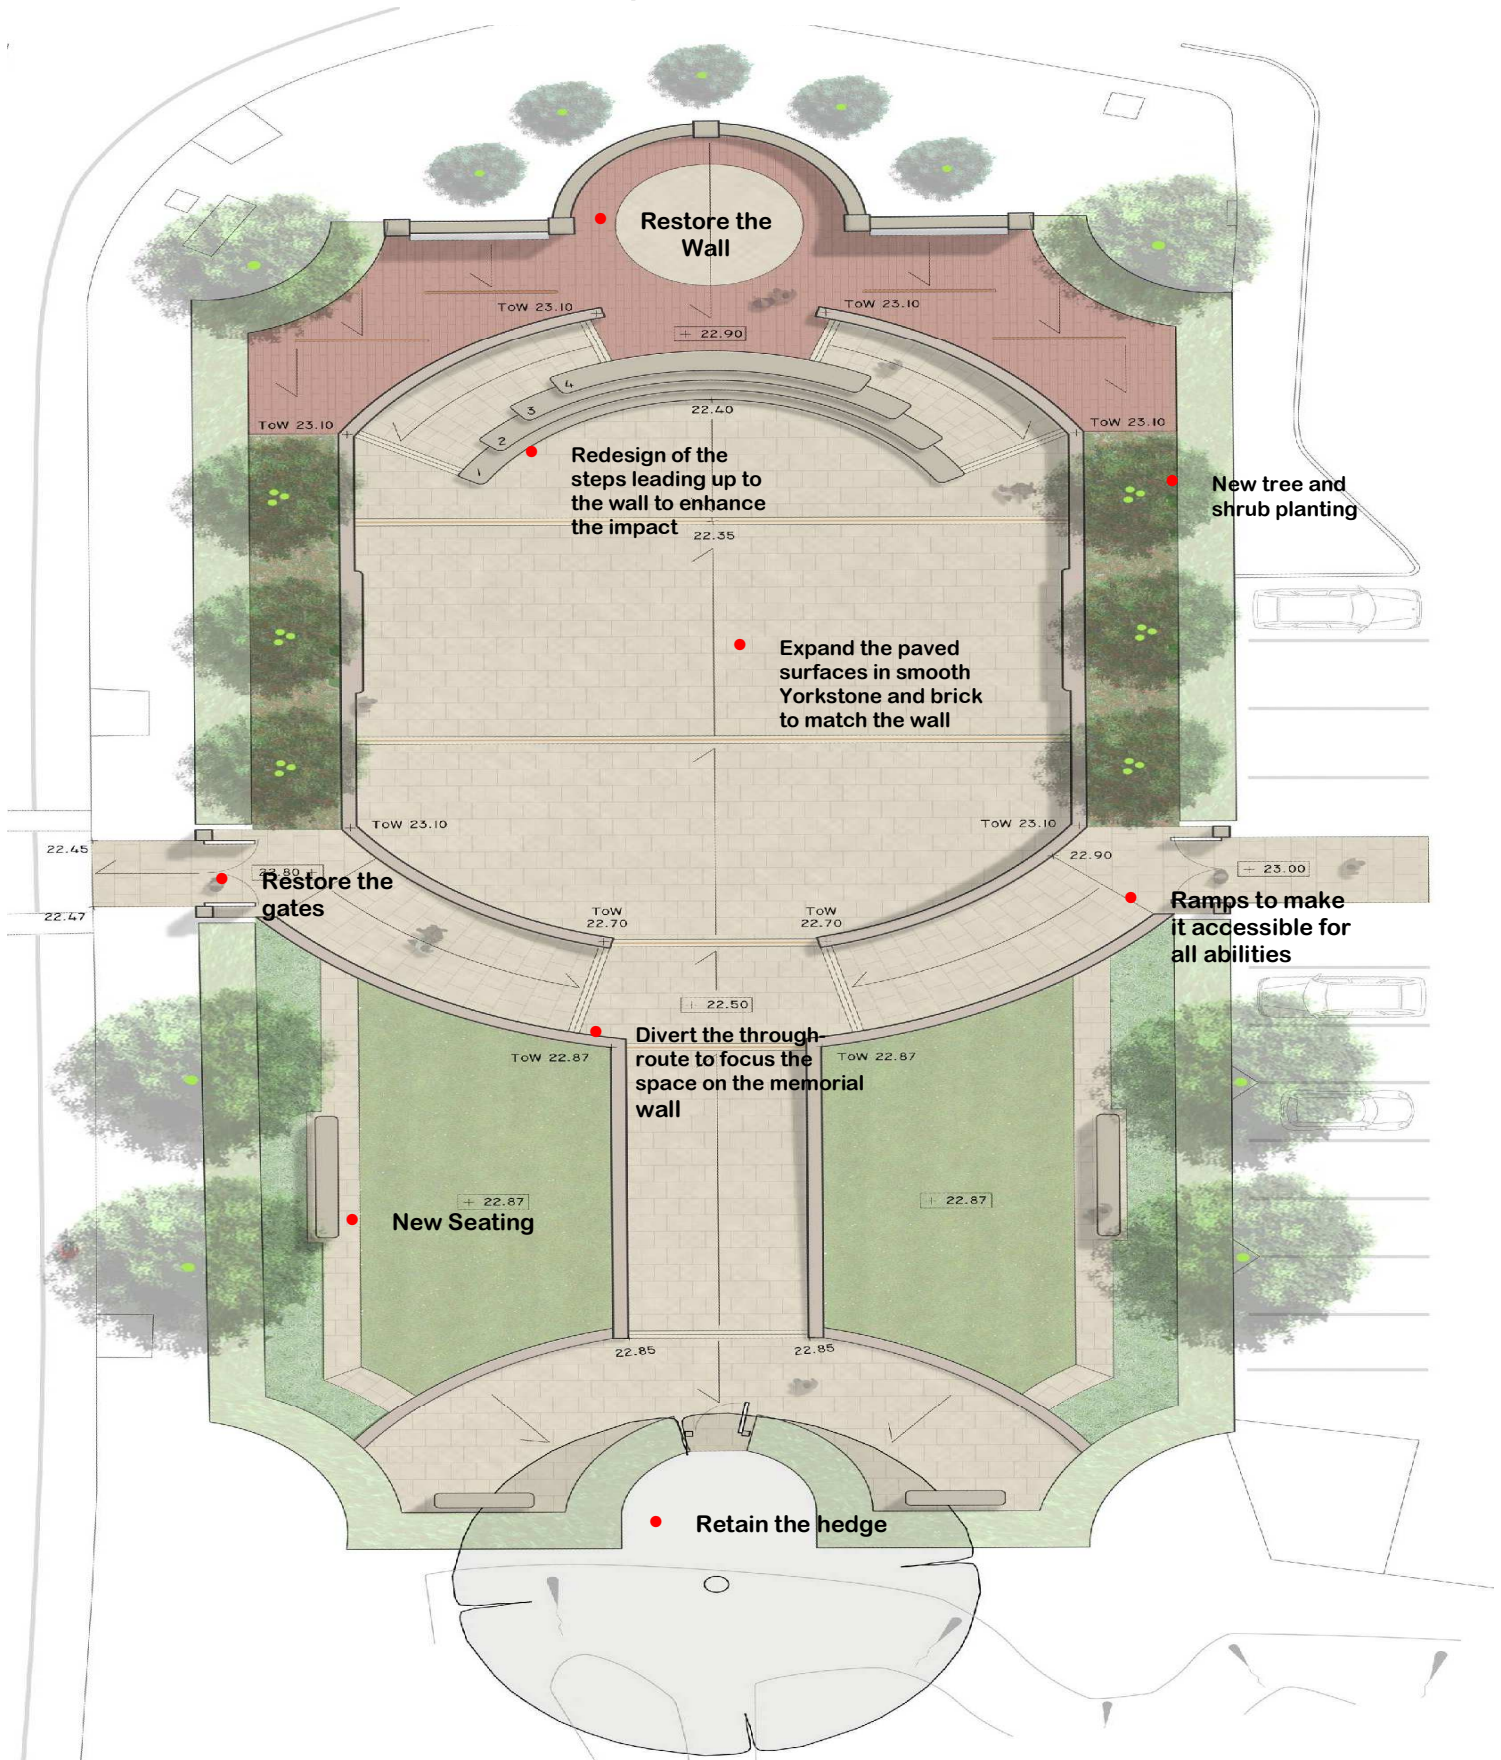 Restore the
Wall
ToW 23.10
ToW 23.10
+ 22.90
4
3
2
1
22.40
ToW 23.10
ToW 23.10
Redesign of the
steps leading up to
the wall to enhance
the impact
New tree and
shrub planting
22.35
Expand the paved
surfaces in smooth
Yorkstone and brick
to match the wall
ToW 23.10
ToW 23.10
22.45
22.90
22.80 +
+ 23.00
Restore the
gates
22.47
Ramps to make
it accessible for
all abilities
ToW
22.70
ToW
22.70
+ 22.50
Divert the through-
route to focus the
space on the memorial
wall
ToW 22.87
ToW 22.87
+ 22.87
+ 22.87
New Seating
22.85
22.85
Retain the hedge